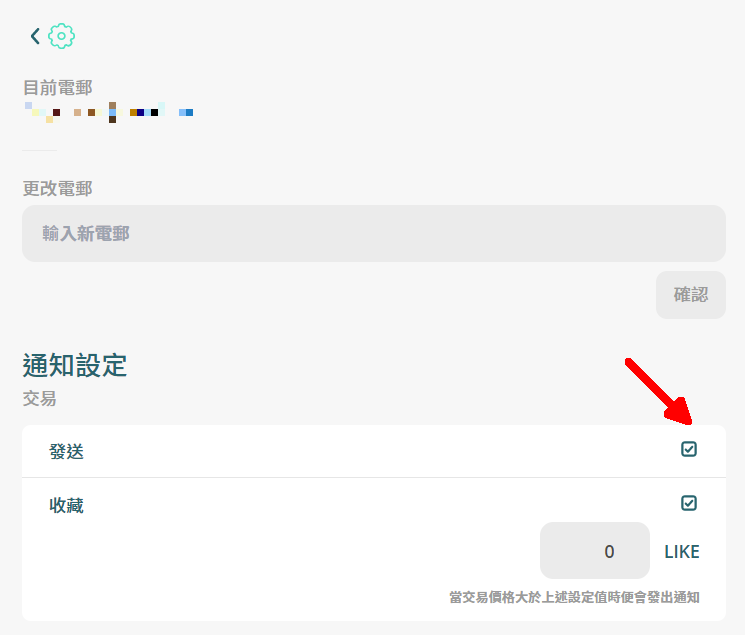 目前電郵
更改電郵
輸入新電郵
確認
通知設定
交易
發送
收藏
0 LIKE
當交易價格大於上述設定值時便會發出通知